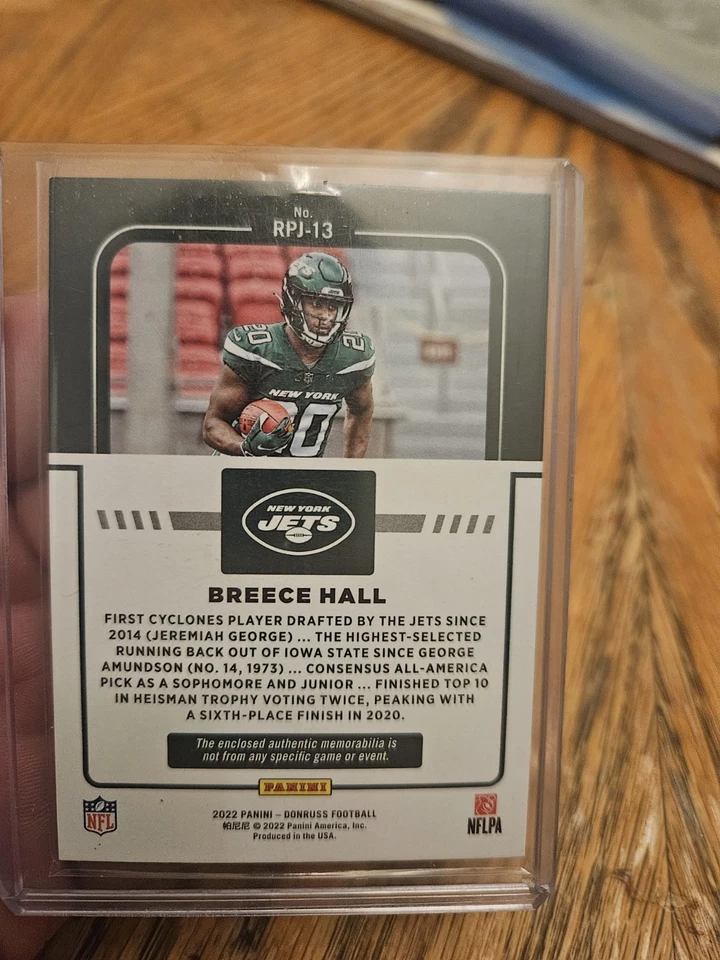 No.
RPJ-13
20
NEW YORK
20
NEW YORK
JETS
BREECE HALL
FIRST CYCLONES PLAYER DRAFTED BY THE JETS SINCE
2014 (JEREMIAH GEORGE) ... THE HIGHEST-SELECTED
RUNNING BACK OUT OF IOWA STATE SINCE GEORGE
AMUNDSON (NO. 14, 1973) ... CONSENSUS ALL-AMERICA
PICK AS A SOPHOMORE AND JUNIOR ... FINISHED TOP 10
IN HEISMAN TROPHY VOTING TWICE, PEAKING WITH
A SIXTH-PLACE FINISH IN 2020.
The enclosed authentic memorabilia is
not from any specific game or event.
PANINI
2022 PANINI – DONRUSS FOOTBALL
帕尼尼 © 2022 Panini America, Inc.
Produced in the USA.
NFL
NFLPA